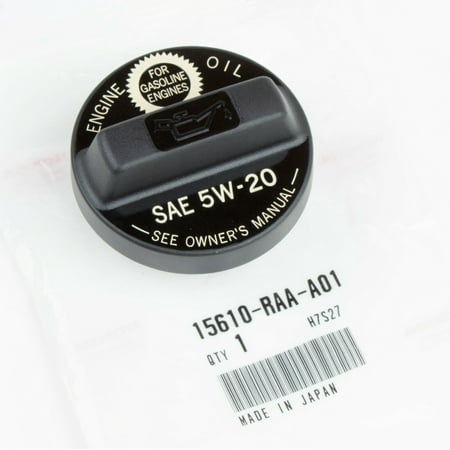 ENGINE OIL
FOR
GASOLINE
ENGINES
SAE 5W-20
—SEE OWNER'S MANUAL—
15610-RAA-A01
QTY 1 H7S27
MADE IN JAPAN